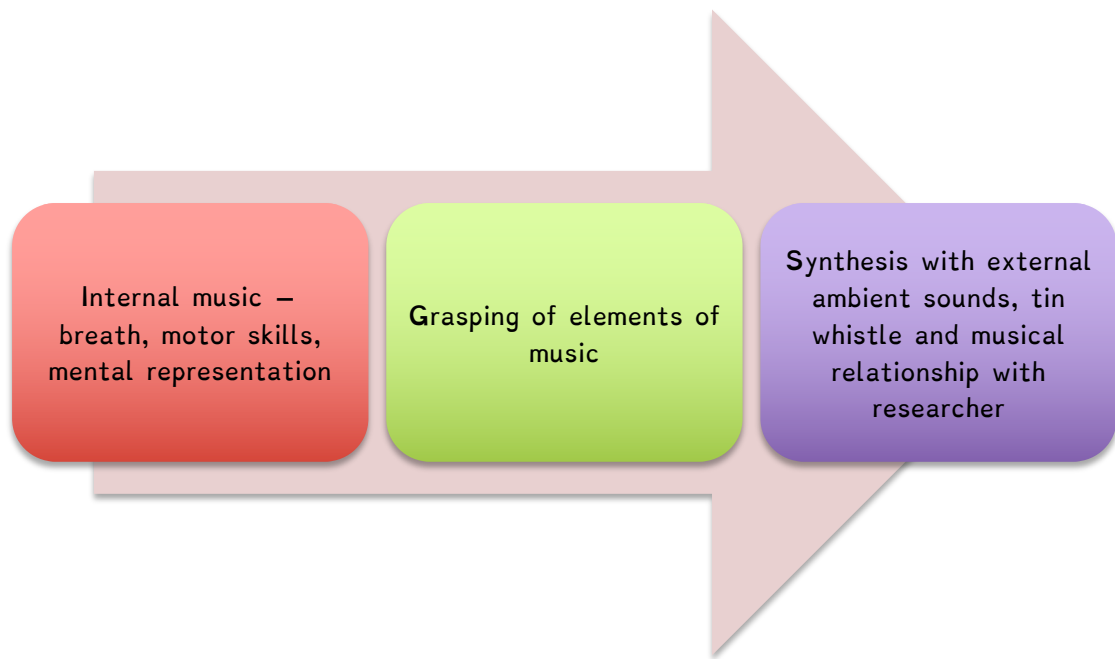 Internal music –
breath, motor skills,
mental representation
Grasping of elements of
music
Synthesis with external
ambient sounds, tin
whistle and musical
relationship with
researcher